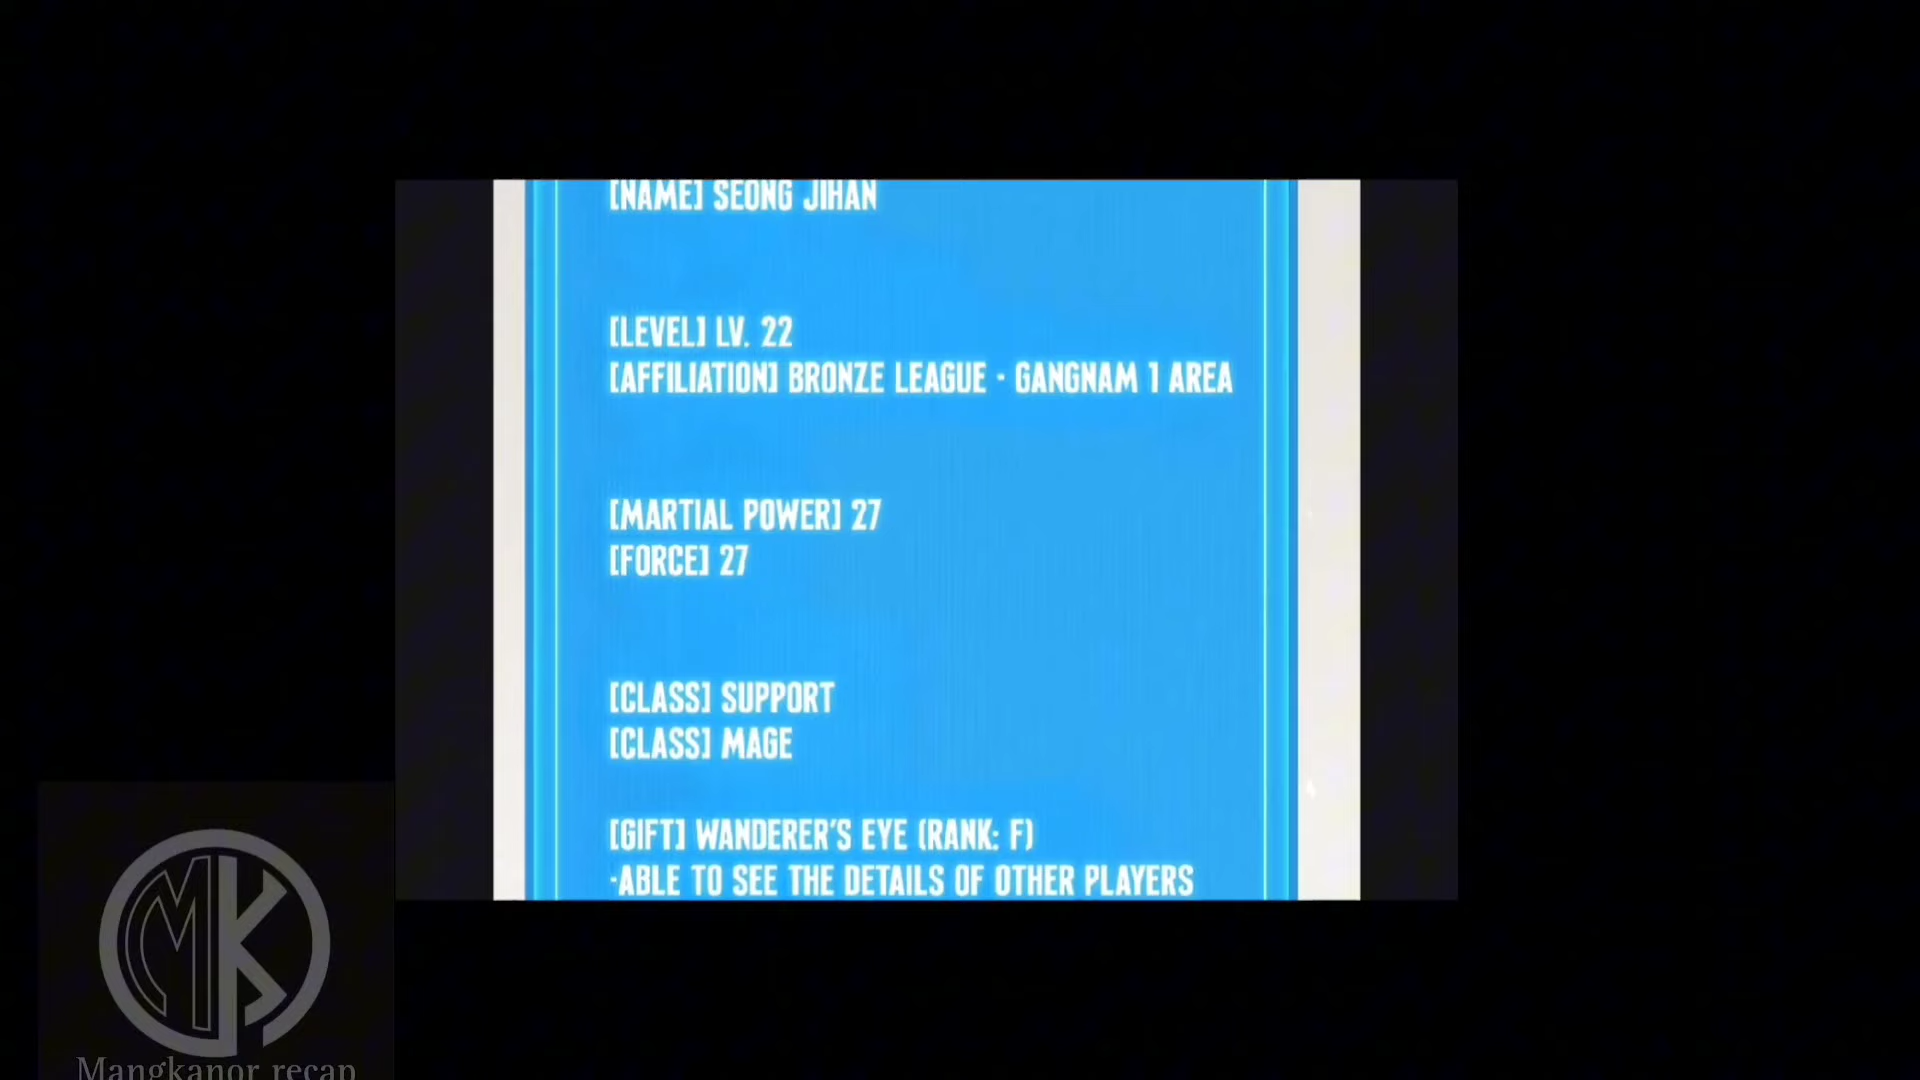 [NAME] SEONG JIHAN
[LEVEL] LV. 22
[AFFILIATION] BRONZE LEAGUE · GANGNAM 1 AREA
[MARTIAL POWER] 27
[FORCE] 27
[CLASS] SUPPORT
[CLASS] MAGE
[GIFT] WANDERER'S EYE (RANK: F)
·ABLE TO SEE THE DETAILS OF OTHER PLAYERS
MK
Mangkanor recap